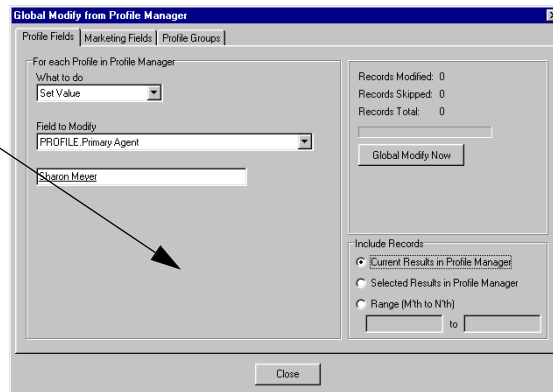 Global Modify from Profile Manager
Profile Fields
Marketing Fields
Profile Groups
For each Profile in Profile Manager
What to do
Set Value
Field to Modify
PROFILE.Primary Agent
Sharon Meyer
Records Modified: 0
Records Skipped: 0
Records Total: 0
Global Modify Now
Include Records
Current Results in Profile Manager
Selected Results in Profile Manager
Range (M'th to N'th)
to
Close